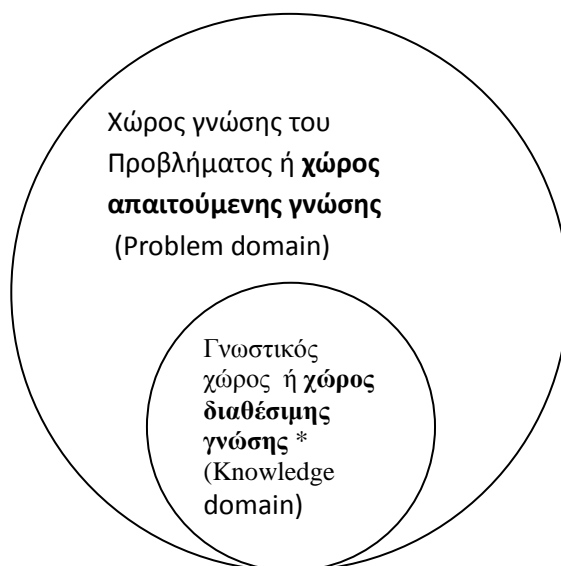 Χώρος γνώσης του
Προβλήματος ή χώρος
απαιτούμενης γνώσης
(Problem domain)
Γνωστικός
χώρος ή χώρος
διαθέσιμης
γνώσης *
(Knowledge
domain)